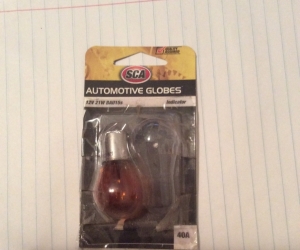 SCA
AUTOMOTIVE GLOBES
12V 21W BAU15s
Indicator
40A